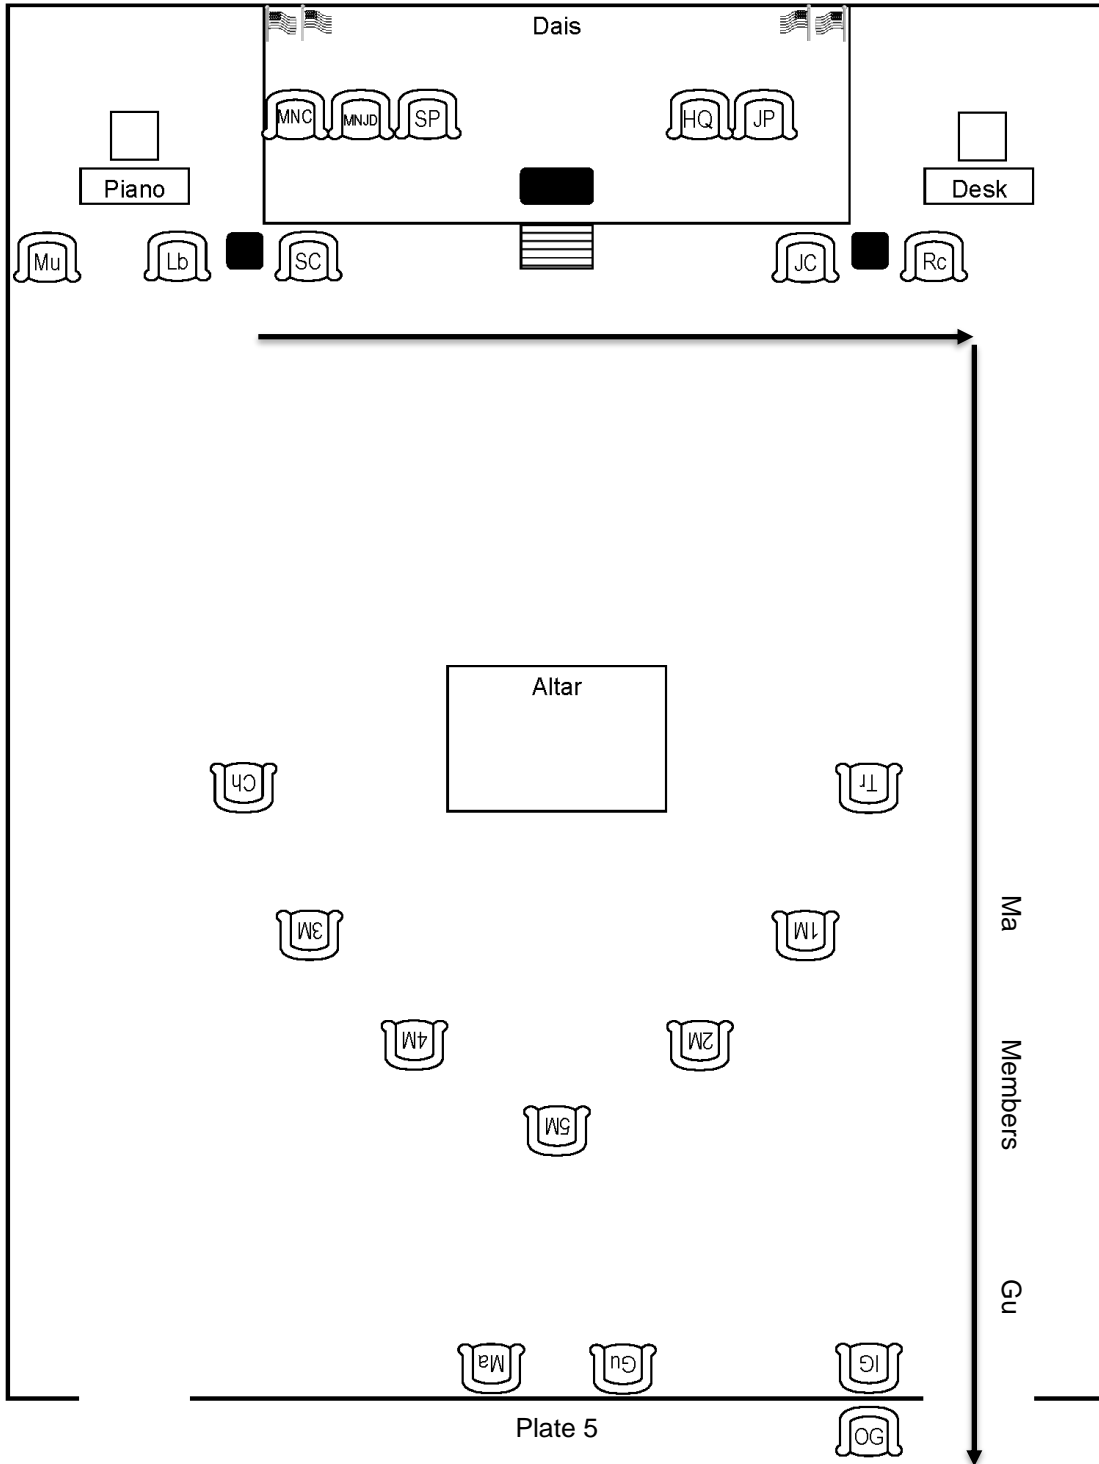 Dais
MNC MNJD SP HQ JP
Piano
Desk
Mu Lb SC JC Rc
Altar
Ch Tr
3M 1M
Ma
4M 2M
Members
5M
Gu
Ma Gu IG
Plate 5
OG